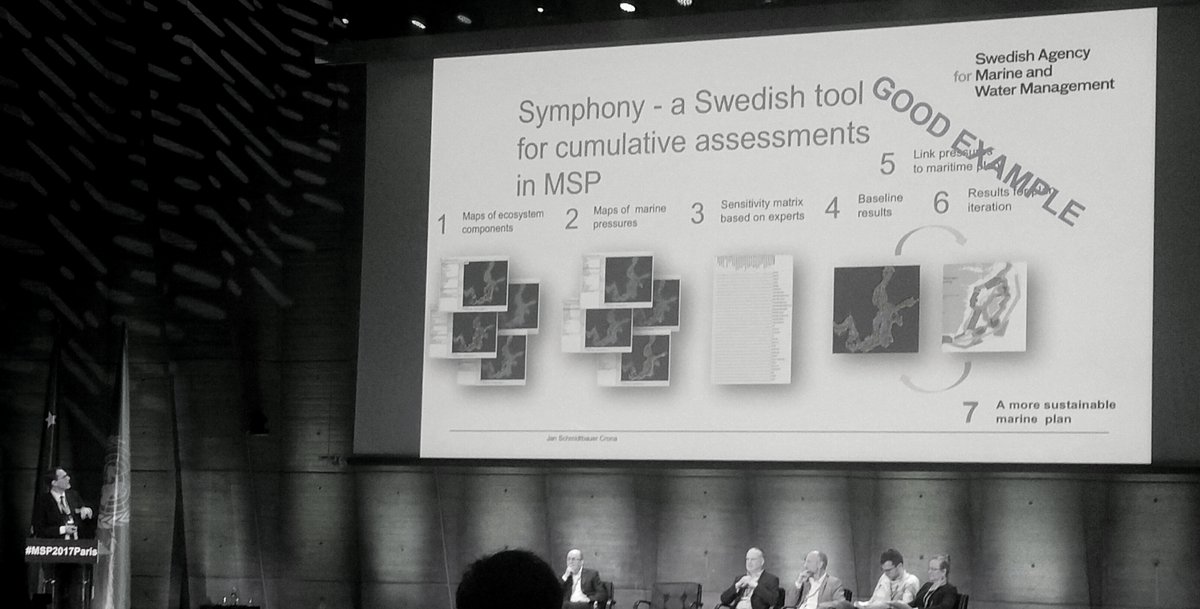 Swedish Agency
for Marine and
Water Management
Symphony - a Swedish tool
for cumulative assessments
in MSP
GOOD EXAMPLE
1 Maps of ecosystem
components
2 Maps of marine
pressures
3 Sensitivity matrix
based on experts
4 Baseline
results
5 Link pressures
to maritime
6 Results
iteration
7 A more sustainable
marine plan
Jan Schmidtbauer Crona
#MSP2017Paris